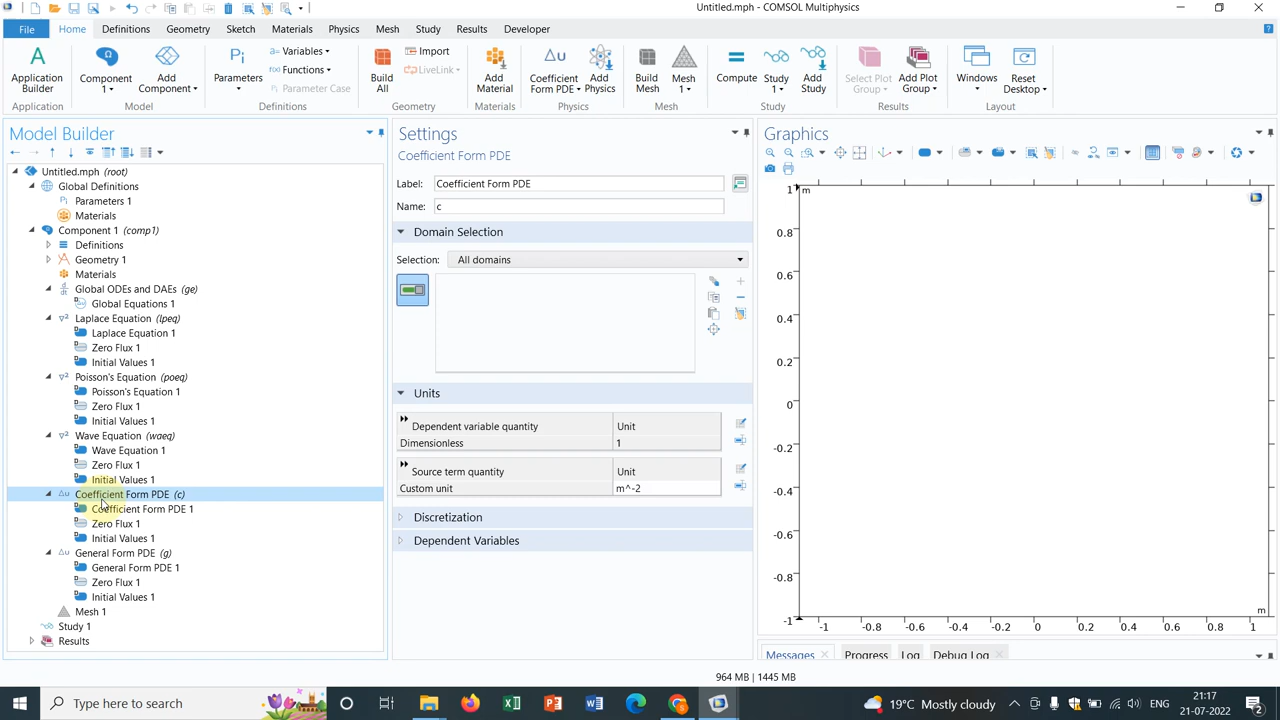 Untitled.mph - COMSOL Multiphysics
File
Home
Definitions
Geometry
Sketch
Materials
Physics
Mesh
Study
Results
Developer
Application Builder
Application
Component 1
Add Component
Model
Parameters
a= Variables
f(x) Functions
Pi Parameter Case
Definitions
Build All
Import
LiveLink
Geometry
Add Material
Materials
Coefficient Form PDE
Add Physics
Physics
Build Mesh
Mesh 1
Mesh
Compute
Study 1
Add Study
Study
Select Plot Group
Add Plot Group
Results
Windows
Reset Desktop
Layout
Model Builder
Untitled.mph (root)
Global Definitions
Parameters 1
Materials
Component 1 (comp1)
Definitions
Geometry 1
Materials
Global ODEs and DAEs (ge)
Global Equations 1
Laplace Equation (lpeq)
Laplace Equation 1
Zero Flux 1
Initial Values 1
Poisson's Equation (poeq)
Poisson's Equation 1
Zero Flux 1
Initial Values 1
Wave Equation (waeq)
Wave Equation 1
Zero Flux 1
Initial Values 1
Coefficient Form PDE (c)
Coefficient Form PDE 1
Zero Flux 1
Initial Values 1
General Form PDE (g)
General Form PDE 1
Zero Flux 1
Initial Values 1
Mesh 1
Study 1
Results
Settings
Coefficient Form PDE
Label: Coefficient Form PDE
Name: c
Domain Selection
Selection: All domains
Units
Dependent variable quantity Unit
Dimensionless 1
Source term quantity Unit
Custom unit m^-2
Discretization
Dependent Variables
Graphics
1 m
0.8
0.6
0.4
0.2
0
-0.2
-0.4
-0.6
-0.8
-1
m
-1 -0.8 -0.6 -0.4 -0.2 0 0.2 0.4 0.6 0.8 1
Messages Progress Log Debug Log
964 MB | 1445 MB
Type here to search
19°C Mostly cloudy
ENG
21:17
21-07-2022
2